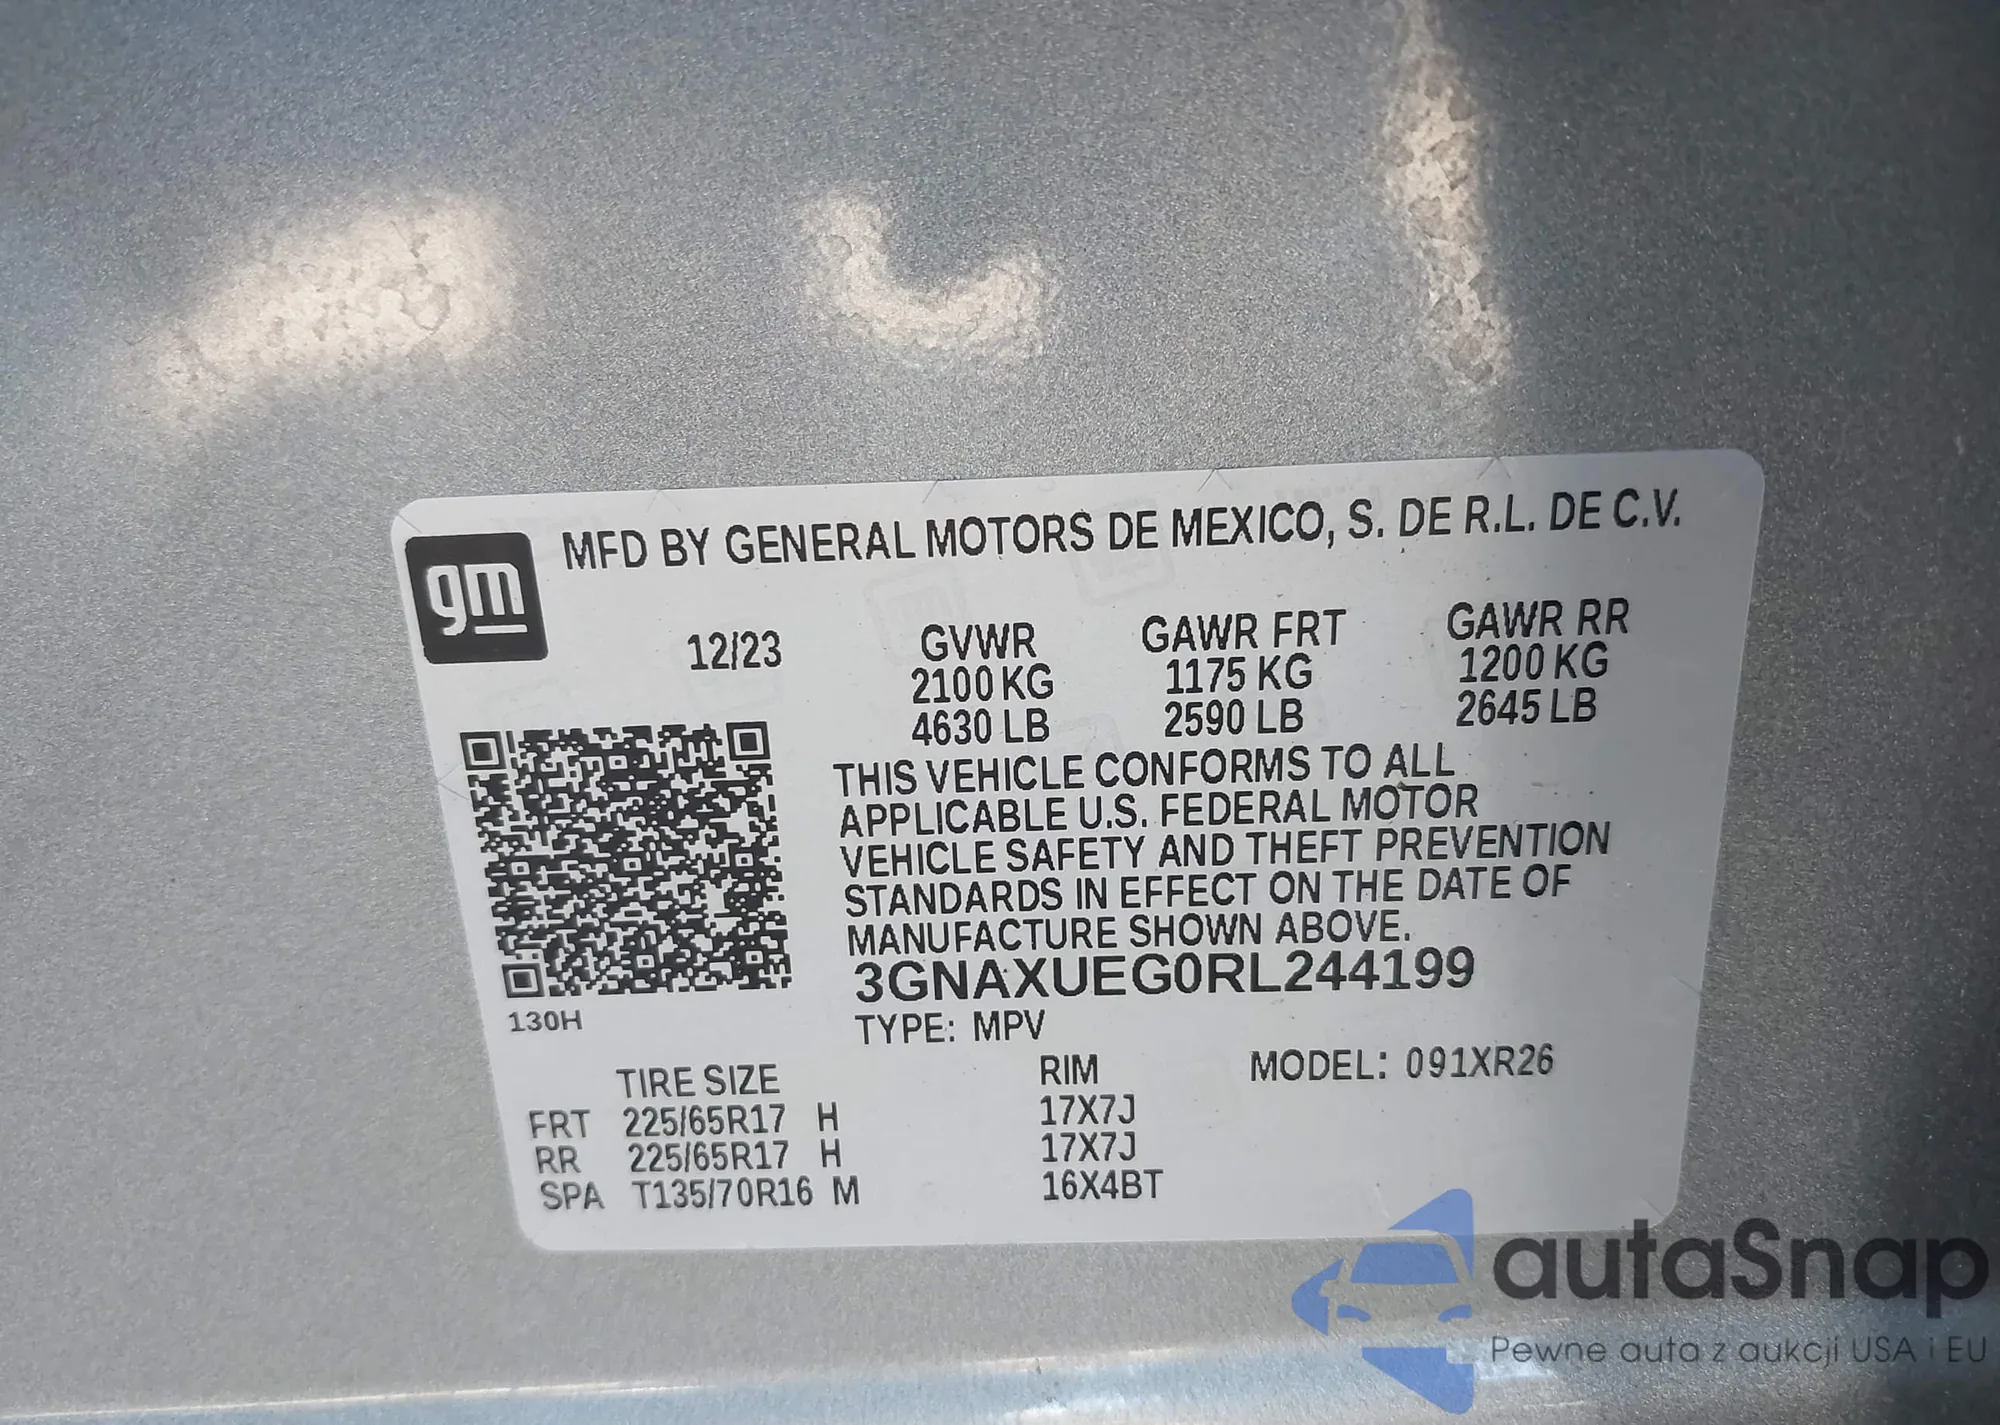 gm
MFD BY GENERAL MOTORS DE MEXICO, S. DE R.L. DE C.V.
12/23 GVWR GAWR FRT GAWR RR
2100 KG 1175 KG 1200 KG
4630 LB 2590 LB 2645 LB
THIS VEHICLE CONFORMS TO ALL
APPLICABLE U.S. FEDERAL MOTOR
VEHICLE SAFETY AND THEFT PREVENTION
STANDARDS IN EFFECT ON THE DATE OF
MANUFACTURE SHOWN ABOVE.
3GNAXUEG0RL244199
130H
TYPE: MPV
TIRE SIZE RIM MODEL: 091XR26
FRT 225/65R17 H 17X7J
RR 225/65R17 H 17X7J
SPA T135/70R16 M 16X4BT
autaSnap
Pewne auta z aukcji USA i EU